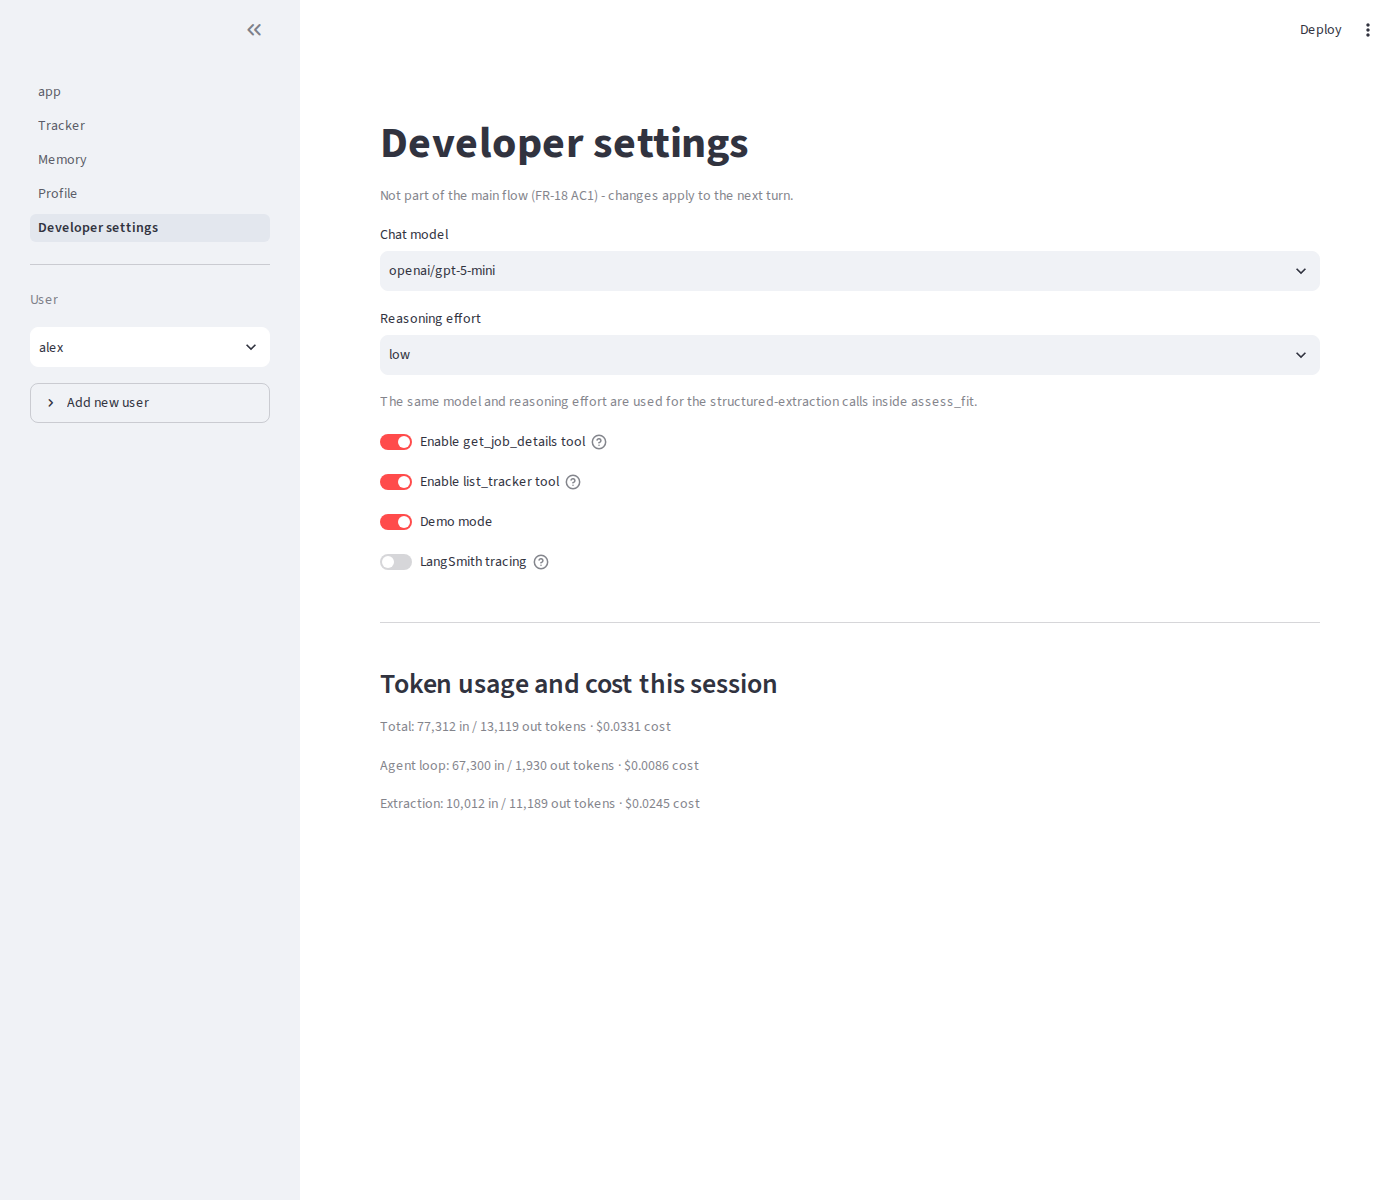 Deploy
app
Tracker
Memory
Profile
Developer settings
User
alex
Add new user
Developer settings
Not part of the main flow (FR-18 AC1) - changes apply to the next turn.
Chat model
openai/gpt-5-mini
Reasoning effort
low
The same model and reasoning effort are used for the structured-extraction calls inside assess_fit.
Enable get_job_details tool
Enable list_tracker tool
Demo mode
LangSmith tracing
Token usage and cost this session
Total: 77,312 in / 13,119 out tokens · $0.0331 cost
Agent loop: 67,300 in / 1,930 out tokens · $0.0086 cost
Extraction: 10,012 in / 11,189 out tokens · $0.0245 cost